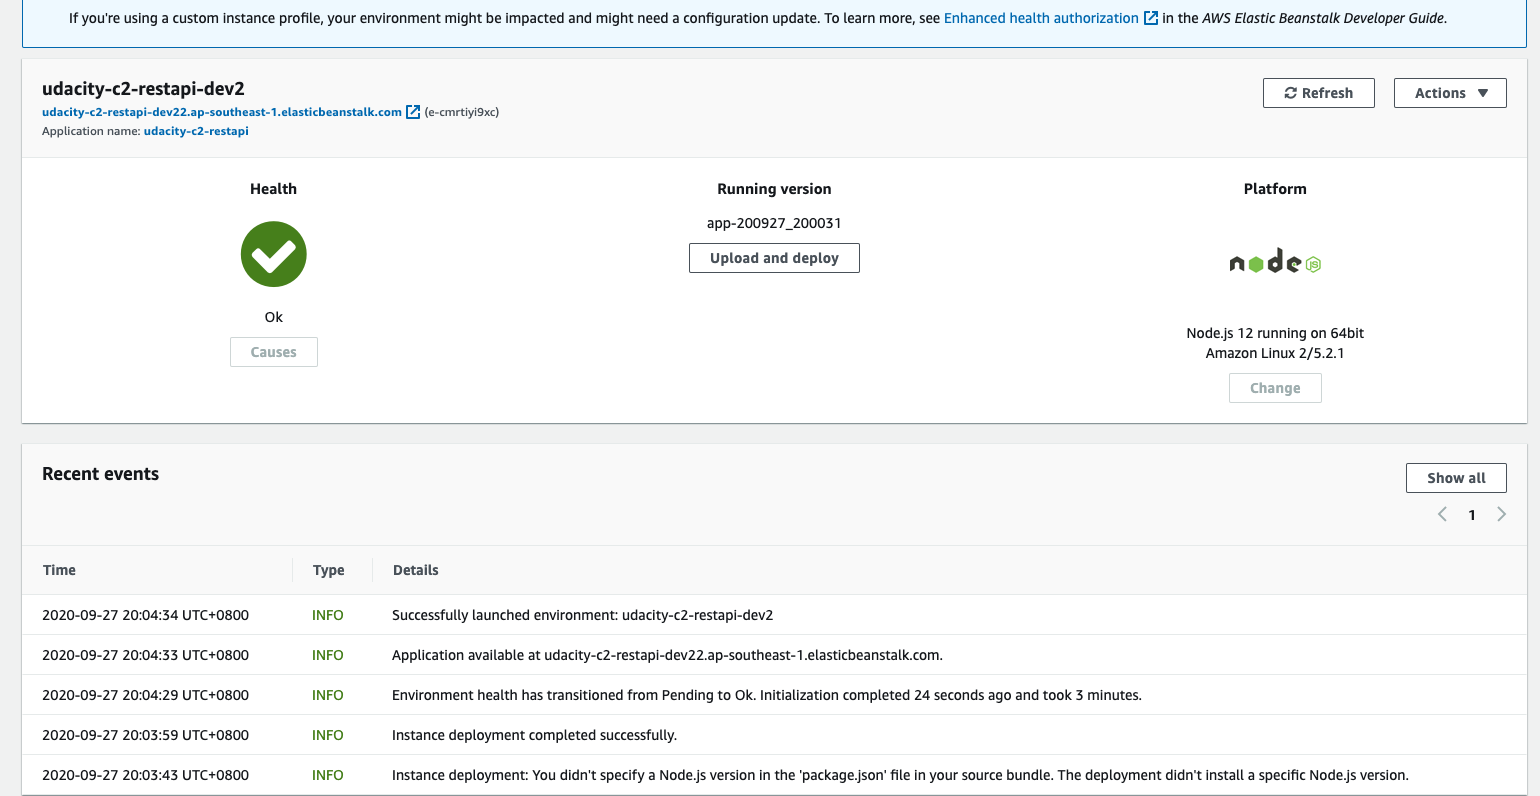 If you're using a custom instance profile, your environment might be impacted and might need a configuration update. To learn more, see Enhanced health authorization in the AWS Elastic Beanstalk Developer Guide.
udacity-c2-restapi-dev2
Refresh
Actions
udacity-c2-restapi-dev22.ap-southeast-1.elasticbeanstalk.com (e-cmrtiyi9xc)
Application name: udacity-c2-restapi
Health
Ok
Causes
Running version
app-200927_200031
Upload and deploy
Platform
node JS
Node.js 12 running on 64bit
Amazon Linux 2/5.2.1
Change
Recent events
Show all
1
Time Type Details
2020-09-27 20:04:34 UTC+0800 INFO Successfully launched environment: udacity-c2-restapi-dev2
2020-09-27 20:04:33 UTC+0800 INFO Application available at udacity-c2-restapi-dev22.ap-southeast-1.elasticbeanstalk.com.
2020-09-27 20:04:29 UTC+0800 INFO Environment health has transitioned from Pending to Ok. Initialization completed 24 seconds ago and took 3 minutes.
2020-09-27 20:03:59 UTC+0800 INFO Instance deployment completed successfully.
2020-09-27 20:03:43 UTC+0800 INFO Instance deployment: You didn't specify a Node.js version in the 'package.json' file in your source bundle. The deployment didn't install a specific Node.js version.